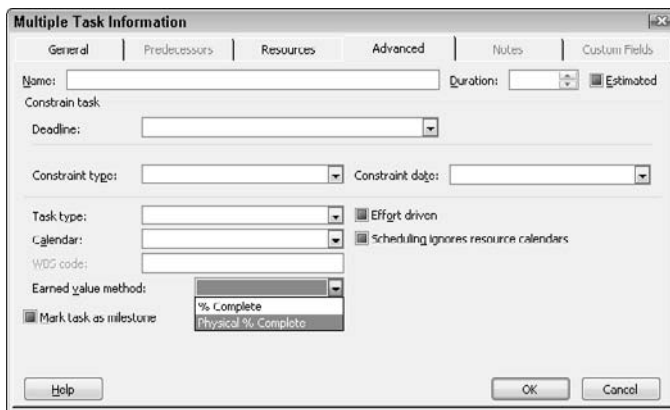 Multiple Task Information
General Predecessors Resources Advanced Notes Custom Fields
Name: Duration: Estimated
Constrain task
Deadline:
Constraint type: Constraint date:
Task type: Effort driven
Calendar: Scheduling ignores resource calendars
WBS code:
Earned value method:
% Complete
Mark task as milestone Physical % Complete
Help OK Cancel